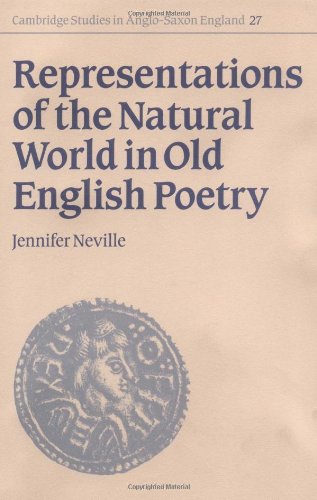 Cambridge Studies in Anglo-Saxon England 27
Representations
of the Natural
World in Old
English Poetry
Jennifer Neville